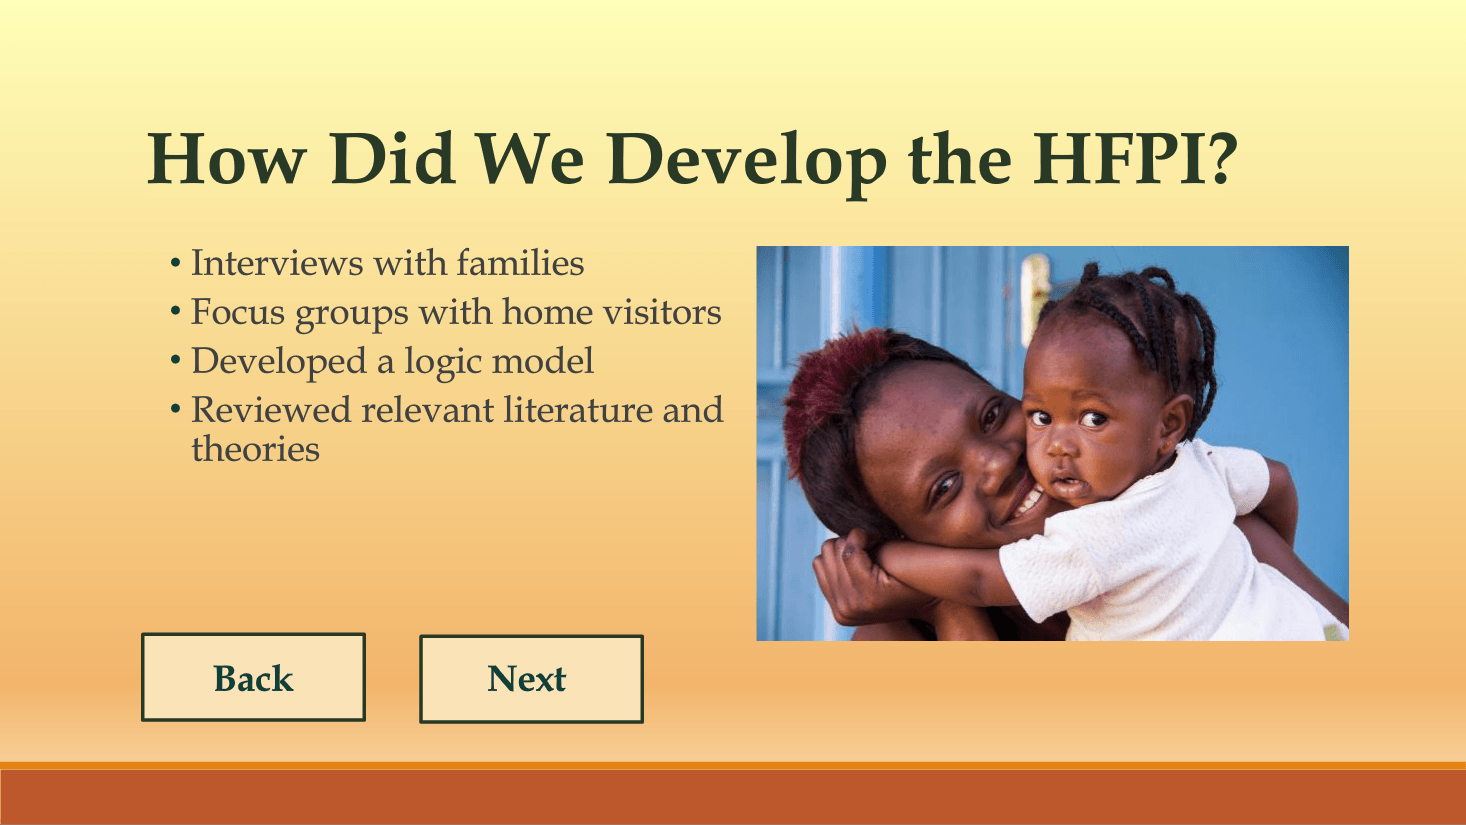 How Did We Develop the HFPI?
• Interviews with families
• Focus groups with home visitors
• Developed a logic model
• Reviewed relevant literature and
theories
Back
Next